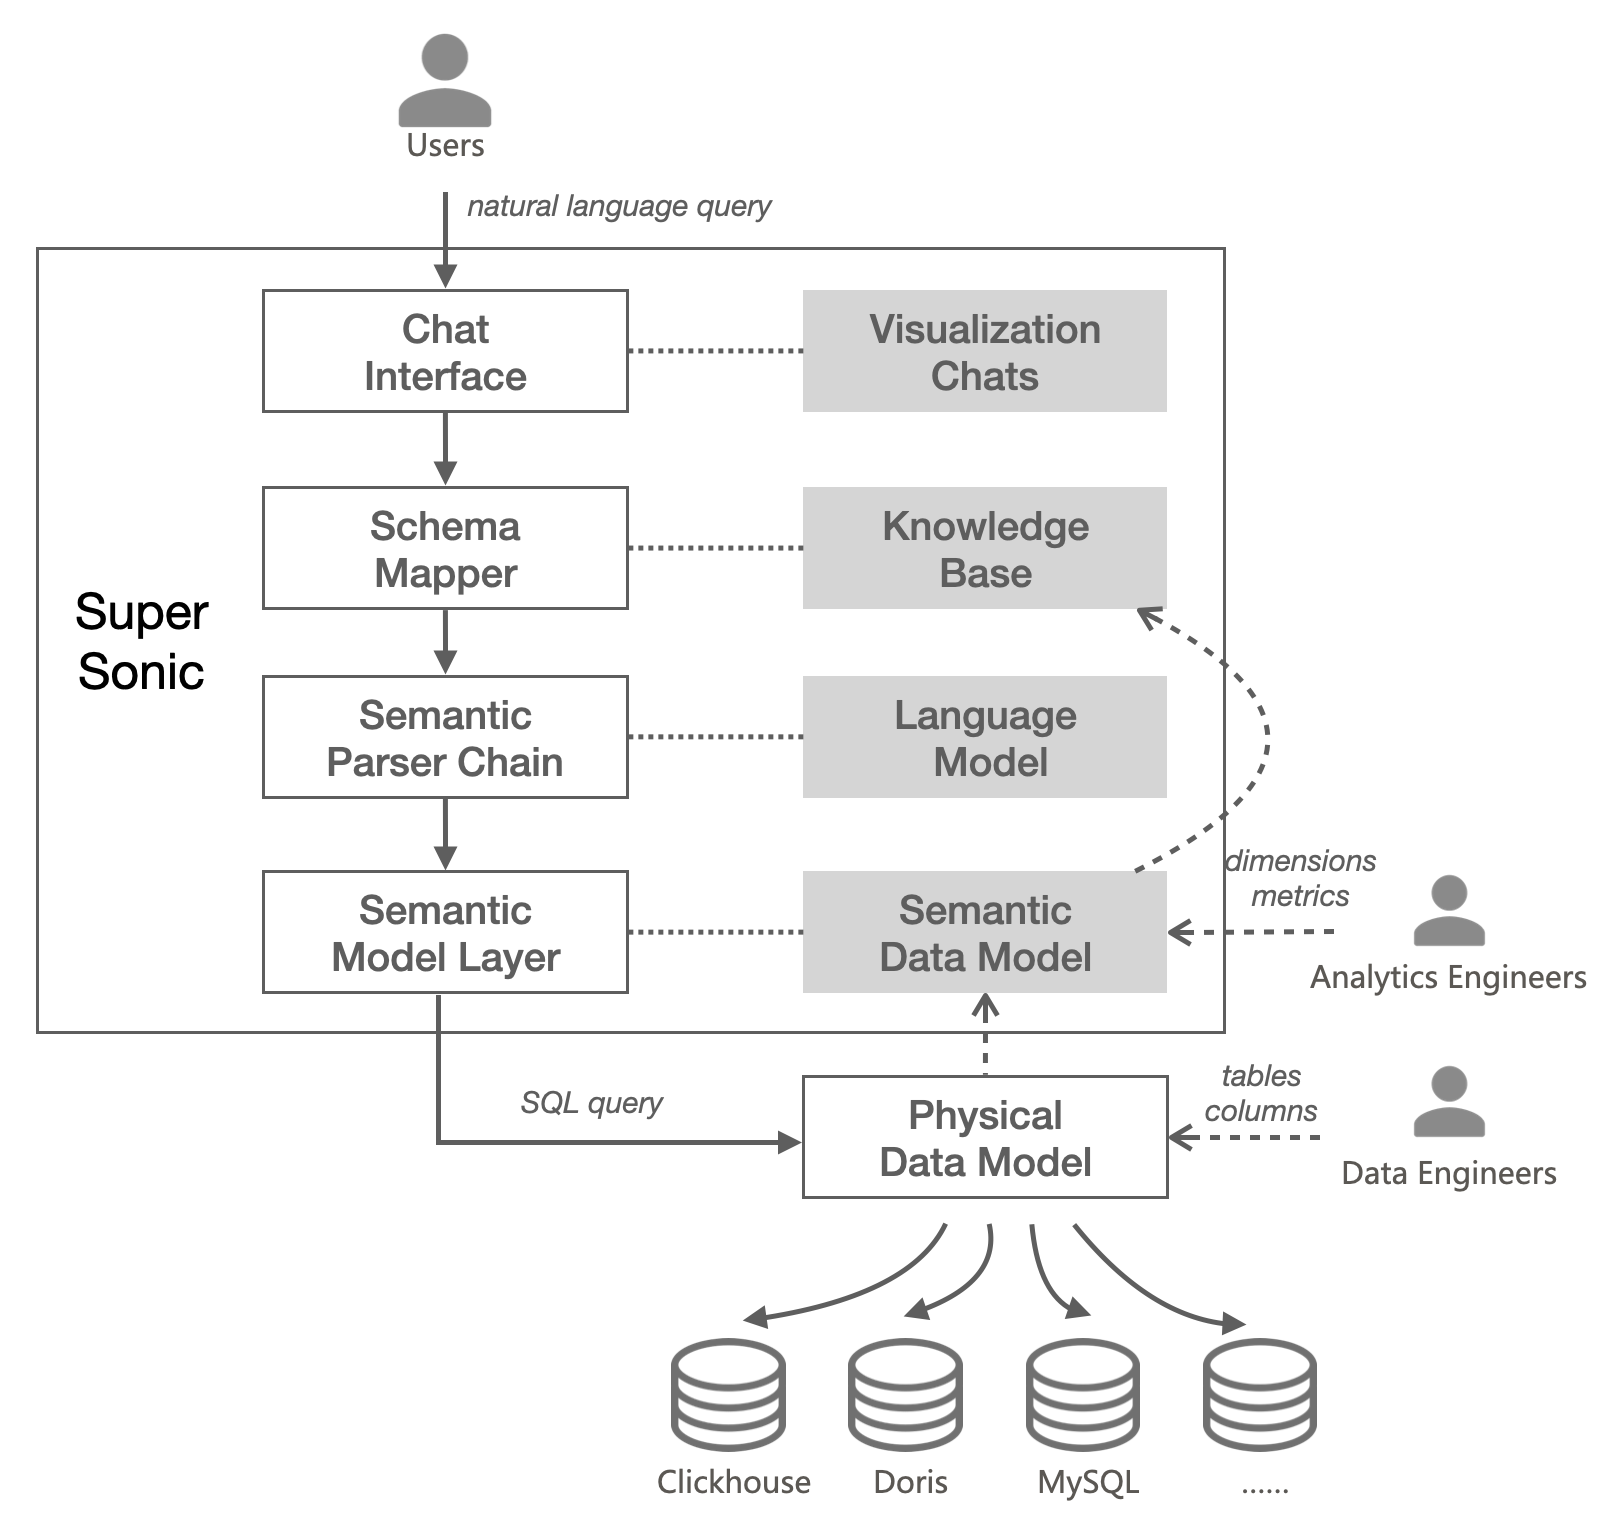 Users
natural language query
Chat
Interface
Visualization
Chats
Schema
Mapper
Knowledge
Base
Super
Sonic
Semantic
Parser Chain
Language
Model
Semantic
Model Layer
Semantic
Data Model
dimensions
metrics
Analytics Engineers
SQL query
Physical
Data Model
tables
columns
Data Engineers
Clickhouse
Doris
MySQL
......